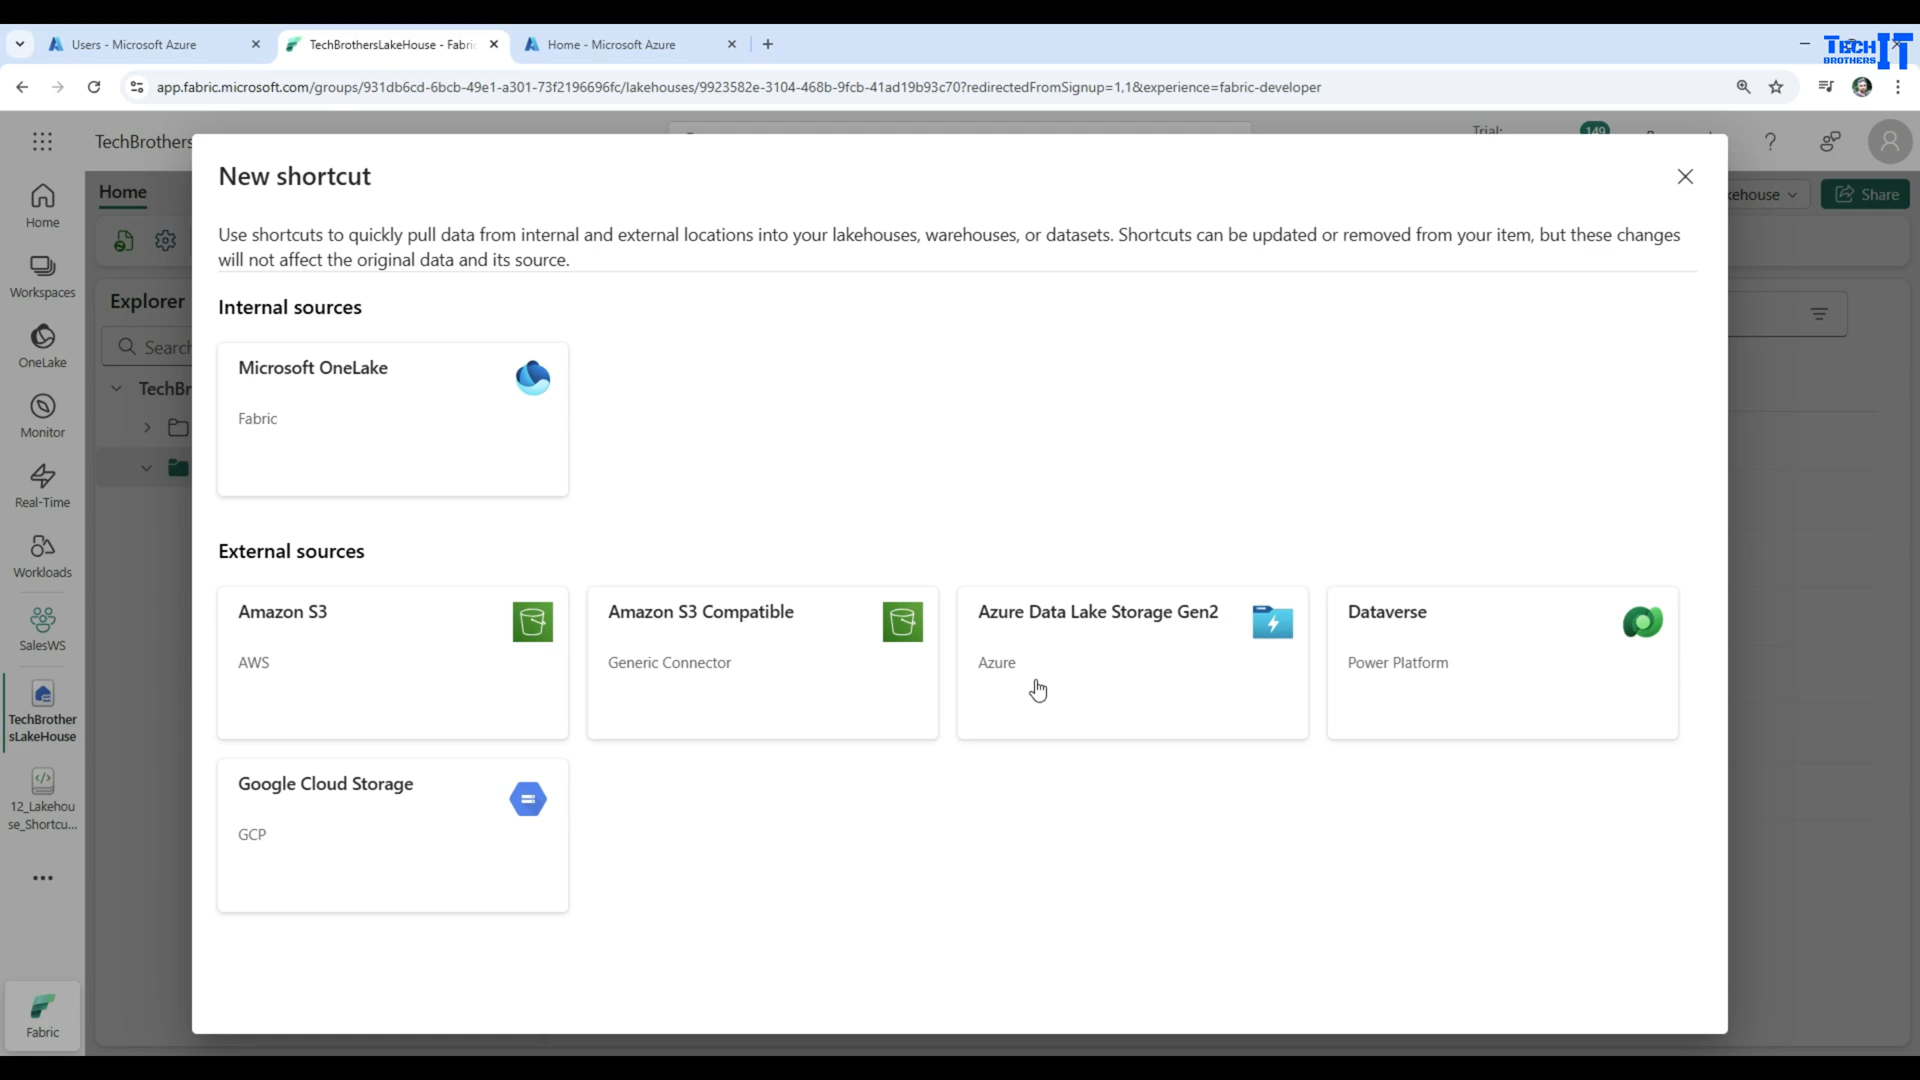 Users - Microsoft Azure
TechBrothersLakeHouse - Fabric
Home - Microsoft Azure
TECH IT
BROTHERS
app.fabric.microsoft.com/groups/931db6cd-6bcb-49e1-a301-73f2196696fc/lakehouses/9923582e-3104-468b-9fcb-41ad19b93c70?redirectedFromSignup=1,1&experience=fabric-developer
TechBrothers
Trial:
149
Home
kehouse
Share
Explorer
Search
TechBr
Home
Workspaces
OneLake
Monitor
Real-Time
Workloads
SalesWS
TechBrother
sLakeHouse
12_Lakehou
se_Shortcu...
Fabric
New shortcut
Use shortcuts to quickly pull data from internal and external locations into your lakehouses, warehouses, or datasets. Shortcuts can be updated or removed from your item, but these changes
will not affect the original data and its source.
Internal sources
Microsoft OneLake
Fabric
External sources
Amazon S3
AWS
Amazon S3 Compatible
Generic Connector
Azure Data Lake Storage Gen2
Azure
Dataverse
Power Platform
Google Cloud Storage
GCP